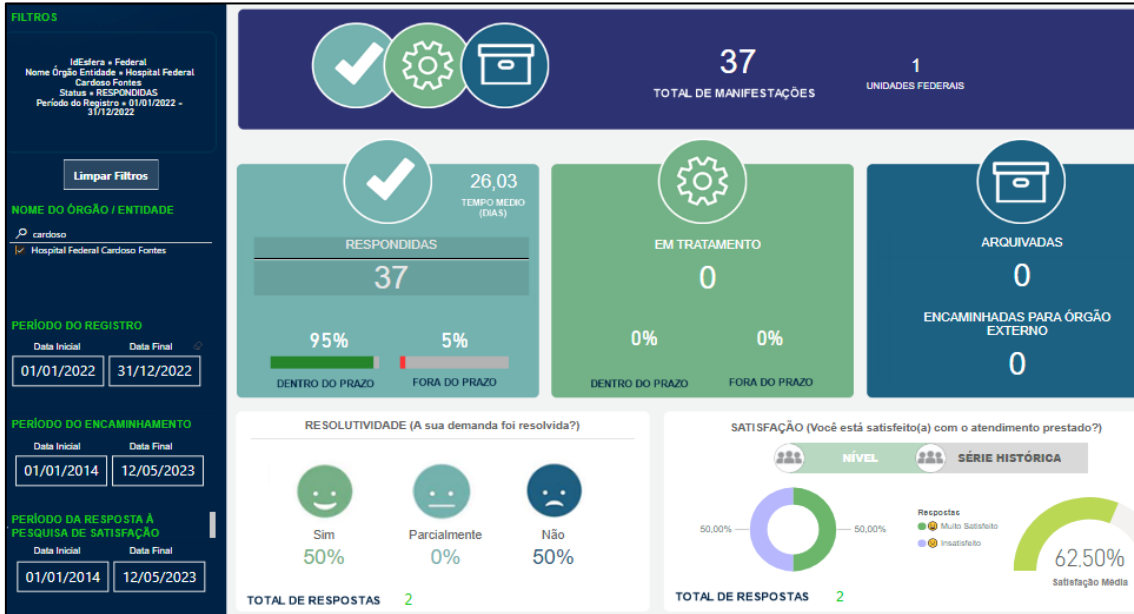 FILTROS
IdEsfera = Federal
Nome Órgão Entidade = Hospital Federal
Cardoso Fontes
Status = RESPONDIDAS
Período do Registro = 01/01/2022 -
31/12/2022
Limpar Filtros
NOME DO ÓRGÃO / ENTIDADE
cardoso
Hospital Federal Cardoso Fontes
PERÍODO DO REGISTRO
Data Inicial Data Final
01/01/2022 31/12/2022
PERÍODO DO ENCAMINHAMENTO
Data Inicial Data Final
01/01/2014 12/05/2023
PERÍODO DA RESPOSTA À
PESQUISA DE SATISFAÇÃO
Data Inicial Data Final
01/01/2014 12/05/2023
37
TOTAL DE MANIFESTAÇÕES
1
UNIDADES FEDERAIS
26,03
TEMPO MEDIO
(DIAS)
RESPONDIDAS
37
95% 5%
DENTRO DO PRAZO FORA DO PRAZO
EM TRATAMENTO
0
0% 0%
DENTRO DO PRAZO FORA DO PRAZO
ARQUIVADAS
0
ENCAMINHADAS PARA ÓRGÃO
EXTERNO
0
RESOLUTIVIDADE (A sua demanda foi resolvida?)
Sim Parcialmente Não
50% 0% 50%
TOTAL DE RESPOSTAS 2
SATISFAÇÃO (Você está satisfeito(a) com o atendimento prestado?)
NÍVEL SÉRIE HISTÓRICA
50,00% 50,00%
Respostas
Muito Satisfeito
Insatisfeito
62,50%
Satisfação Média
TOTAL DE RESPOSTAS 2